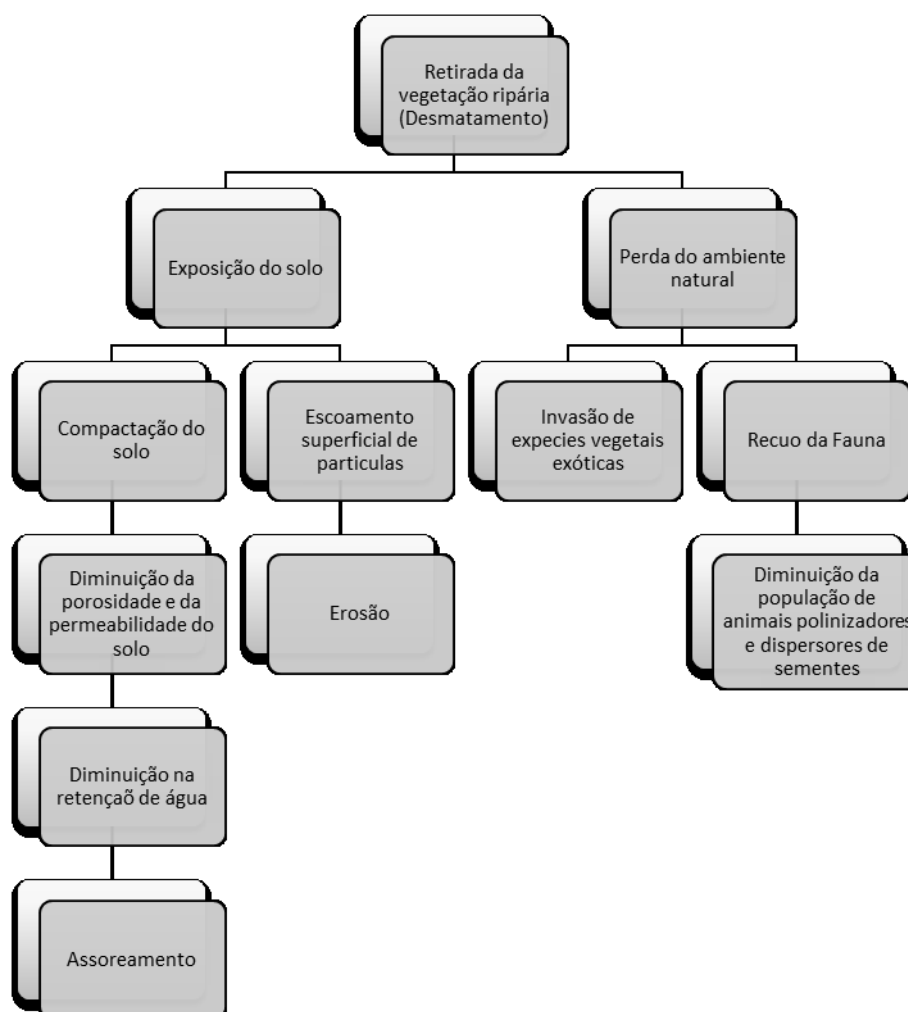 Retirada da
vegetação ripária
(Desmatamento)
Exposição do solo
Perda do ambiente
natural
Compactação do
solo
Escoamento
superficial de
particulas
Invasão de
expecies vegetais
exóticas
Recuo da Fauna
Diminuição da
porosidade e da
permeabilidade do
solo
Erosão
Diminuição da
população de
animais polinizadores
e dispersores de
sementes
Diminuição na
retençaõ de água
Assoreamento